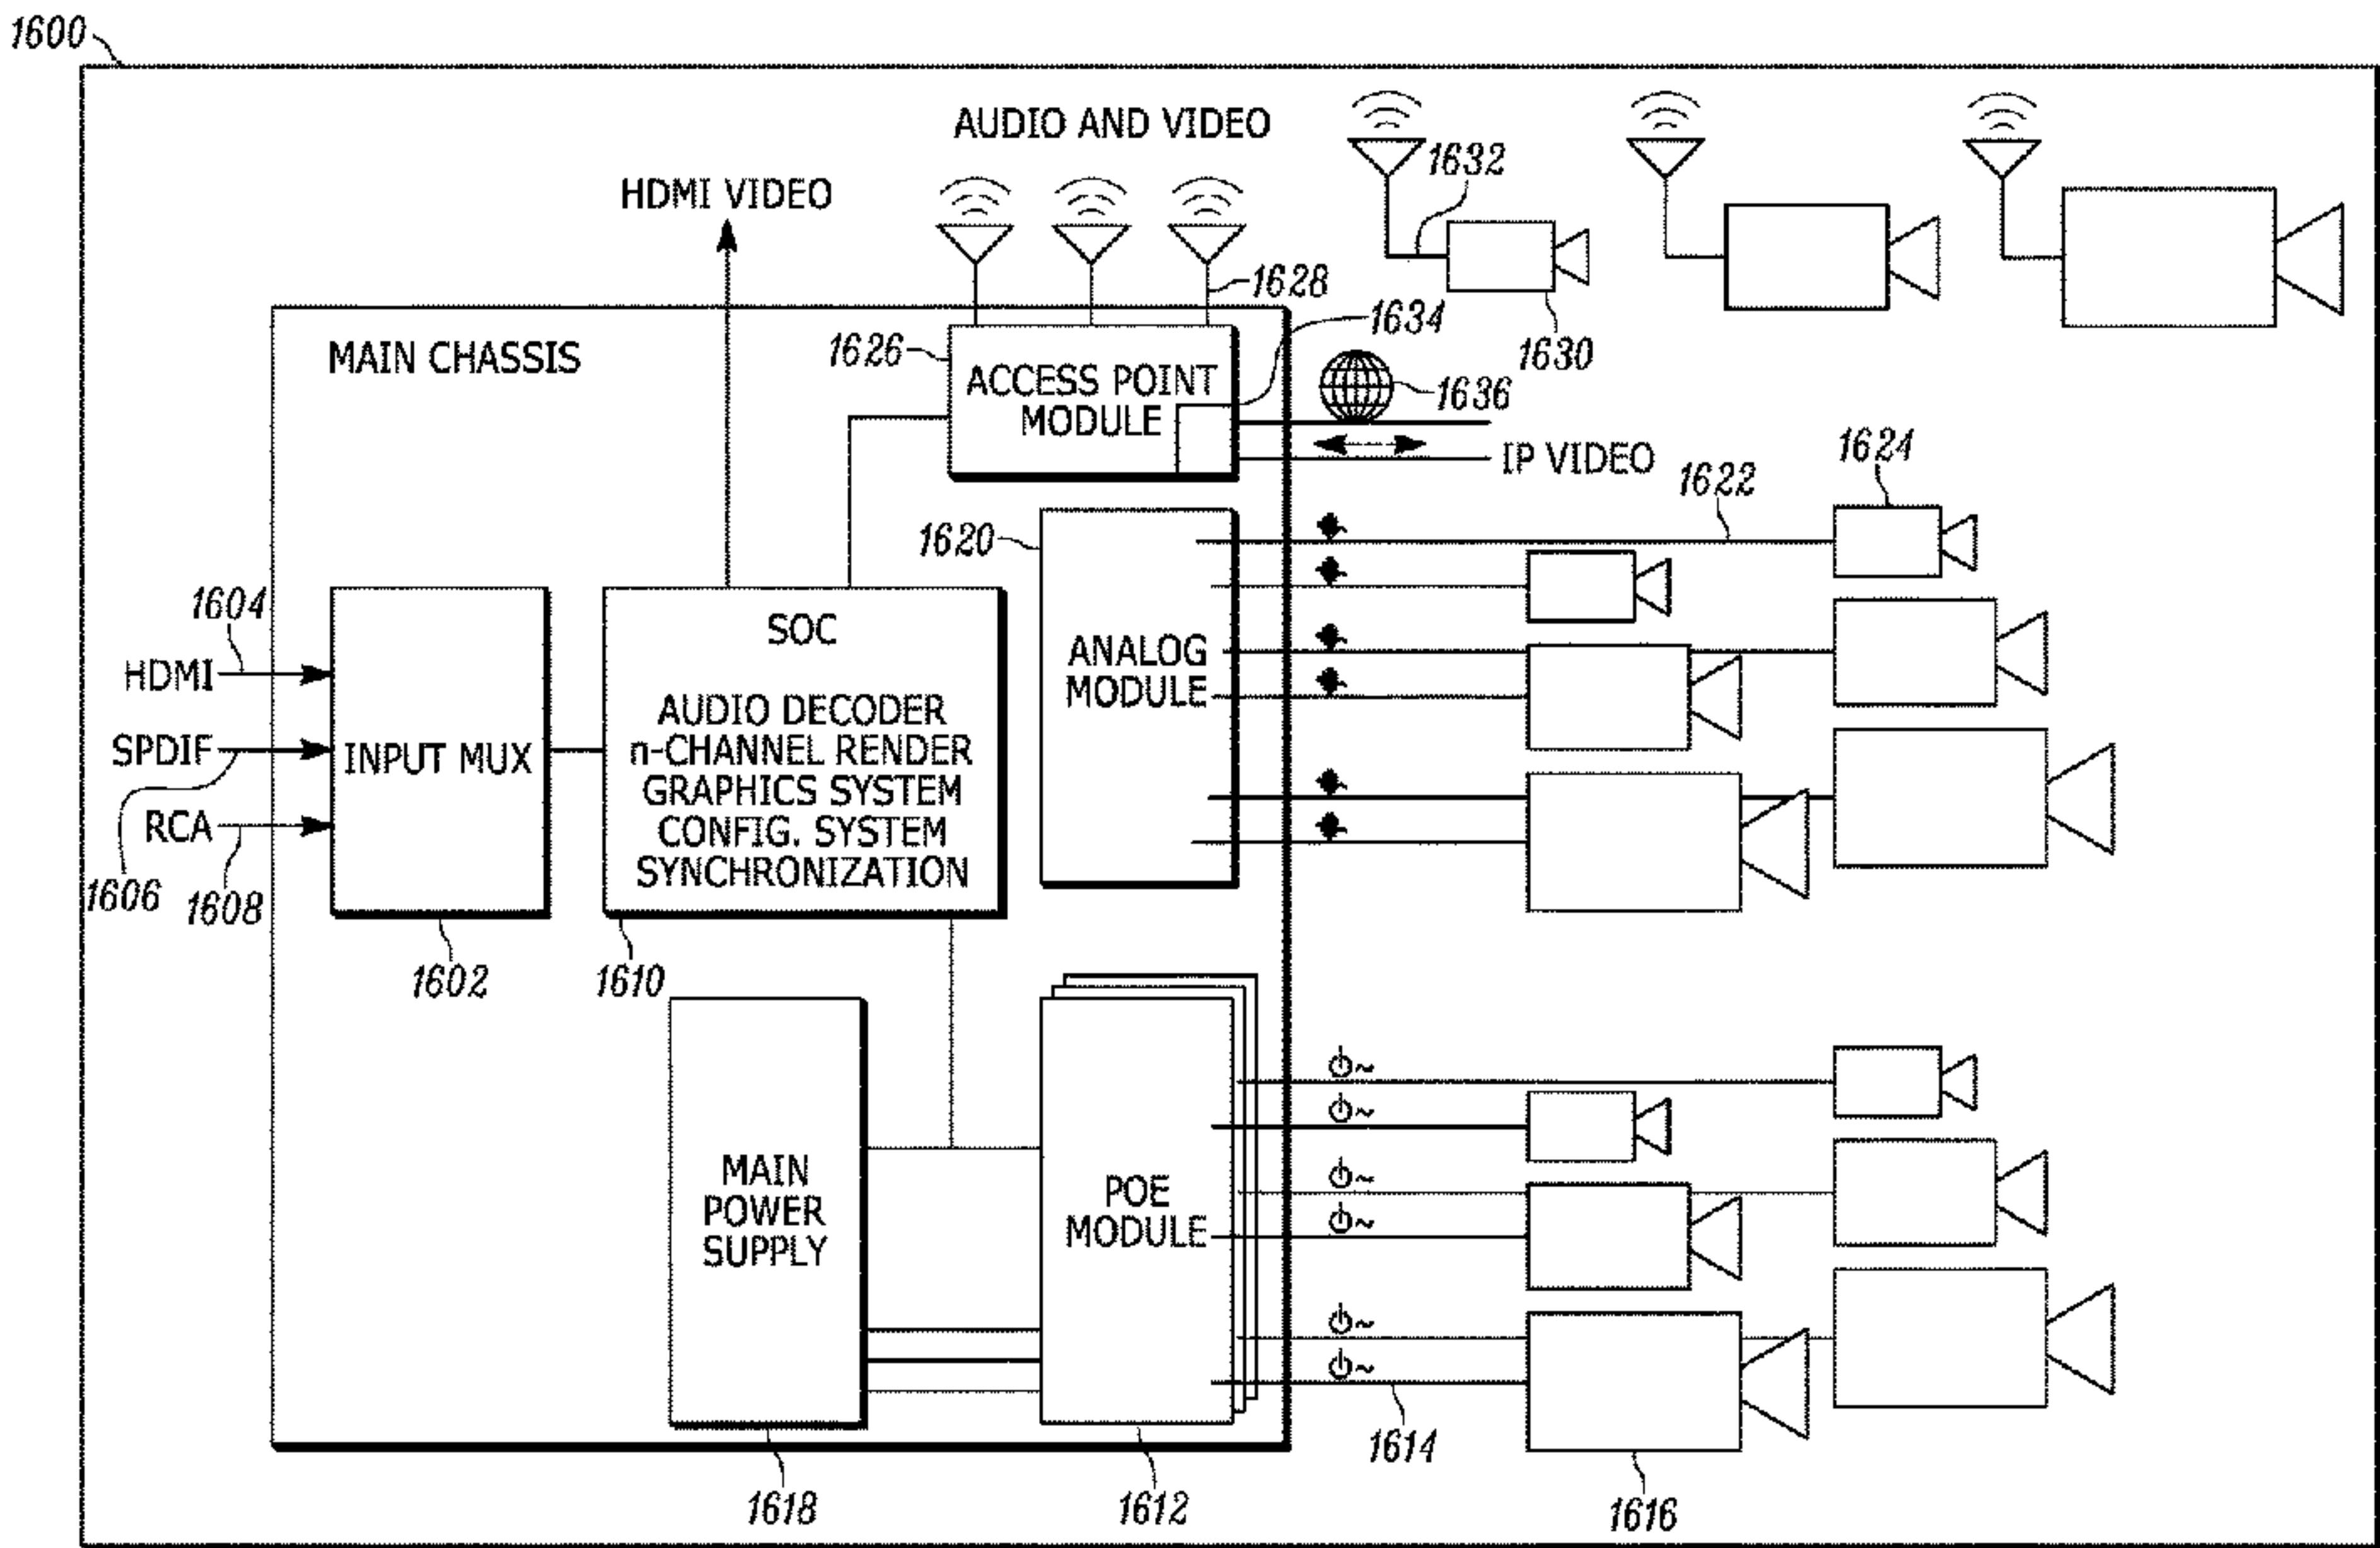 1600
AUDIO AND VIDEO
HDMI VIDEO
1632
1628
1634
1630
MAIN CHASSIS
1626
ACCESS POINT
MODULE
1636
IP VIDEO
1624
1622
1620
1604
HDMI
SPDIF
RCA
1606
1608
INPUT MUX
1602
SOC
AUDIO DECODER
n-CHANNEL RENDER
GRAPHICS SYSTEM
CONFIG. SYSTEM
SYNCHRONIZATION
1610
ANALOG
MODULE
MAIN
POWER
SUPPLY
POE
MODULE
1614
1618
1612
1616